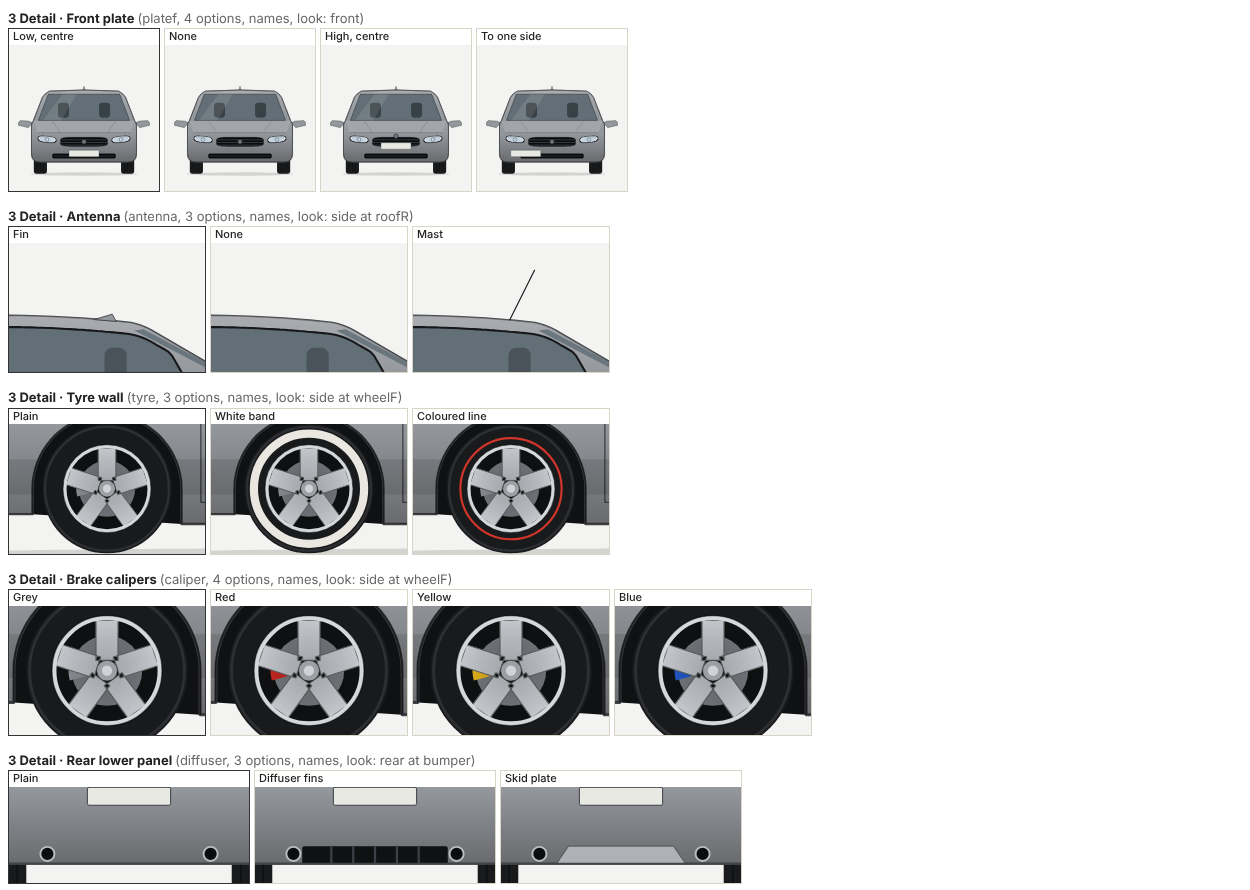 3 Detail · Front plate (platef, 4 options, names, look: front)
Low, centre
None
High, centre
To one side
3 Detail · Antenna (antenna, 3 options, names, look: side at roofR)
Fin
None
Mast
3 Detail · Tyre wall (tyre, 3 options, names, look: side at wheelF)
Plain
White band
Coloured line
3 Detail · Brake calipers (caliper, 4 options, names, look: side at wheelF)
Grey
Red
Yellow
Blue
3 Detail · Rear lower panel (diffuser, 3 options, names, look: rear at bumper)
Plain
Diffuser fins
Skid plate